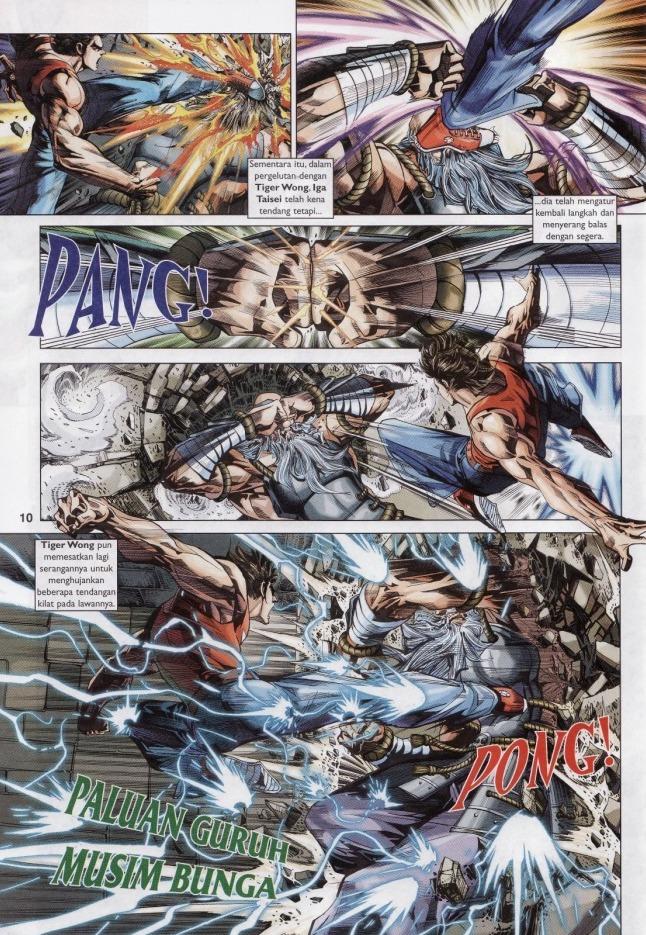 Sementara itu, dalam
pergelutan dengan
Tiger Wong, Iga
Taisei telah kena
tendang tetapi...
...dia telah mengatur
kembali langkah dan
menyerang balas
dengan segera.
PANG!
10
Tiger Wong pun
memesatkan lagi
serangannya untuk
menghujankan
beberapa tendangan
kilat pada lawannya.
PONG!
PALUAN GURUH
MUSIM-BUNGA